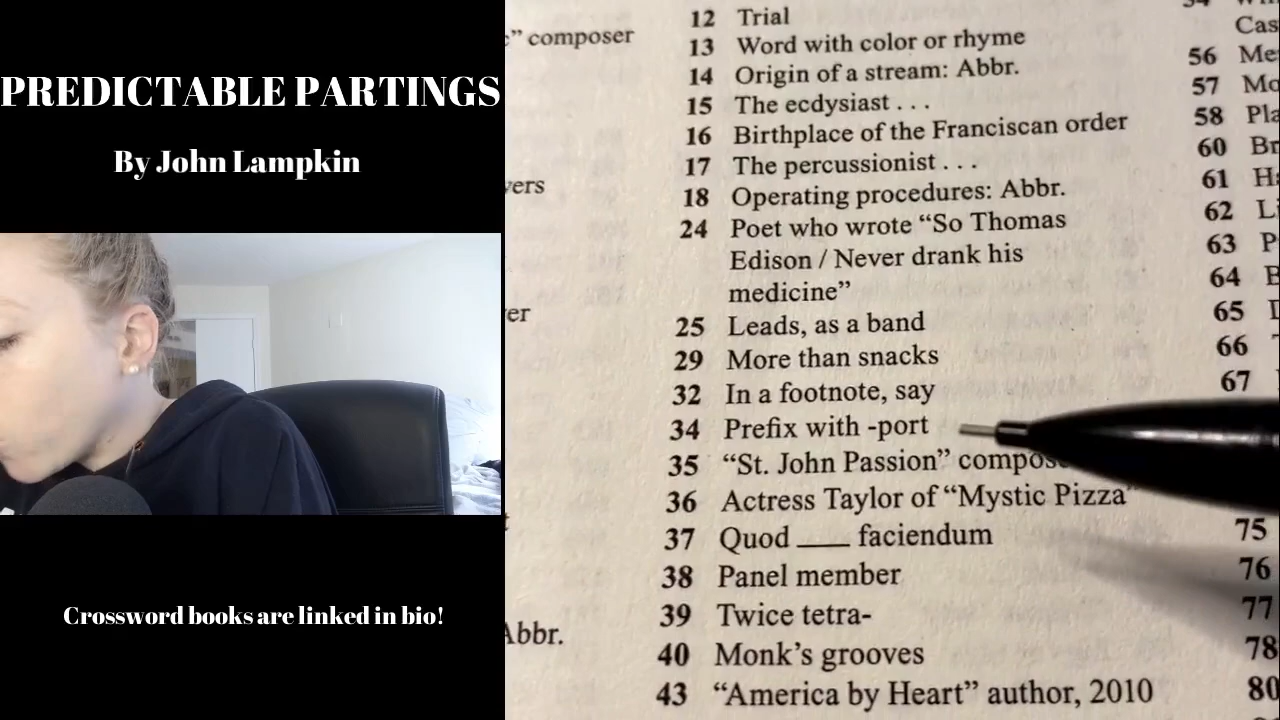 PREDICTABLE PARTINGS
By John Lampkin
Crossword books are linked in bio!
composer
Abbr.
12 Trial
13 Word with color or rhyme
14 Origin of a stream: Abbr.
15 The ecdysiast . . .
16 Birthplace of the Franciscan order
17 The percussionist . . .
18 Operating procedures: Abbr.
24 Poet who wrote “So Thomas
Edison / Never drank his
medicine”
25 Leads, as a band
29 More than snacks
32 In a footnote, say
34 Prefix with -port
35 “St. John Passion”
36 Actress Taylor of “Mystic Pizza”
37 Quod ____ faciendum
38 Panel member
39 Twice tetra-
40 Monk’s grooves
43 “America by Heart” author, 2010
56
57
58
60
61
62
63
64
65
66
67
75
76
77
78
80